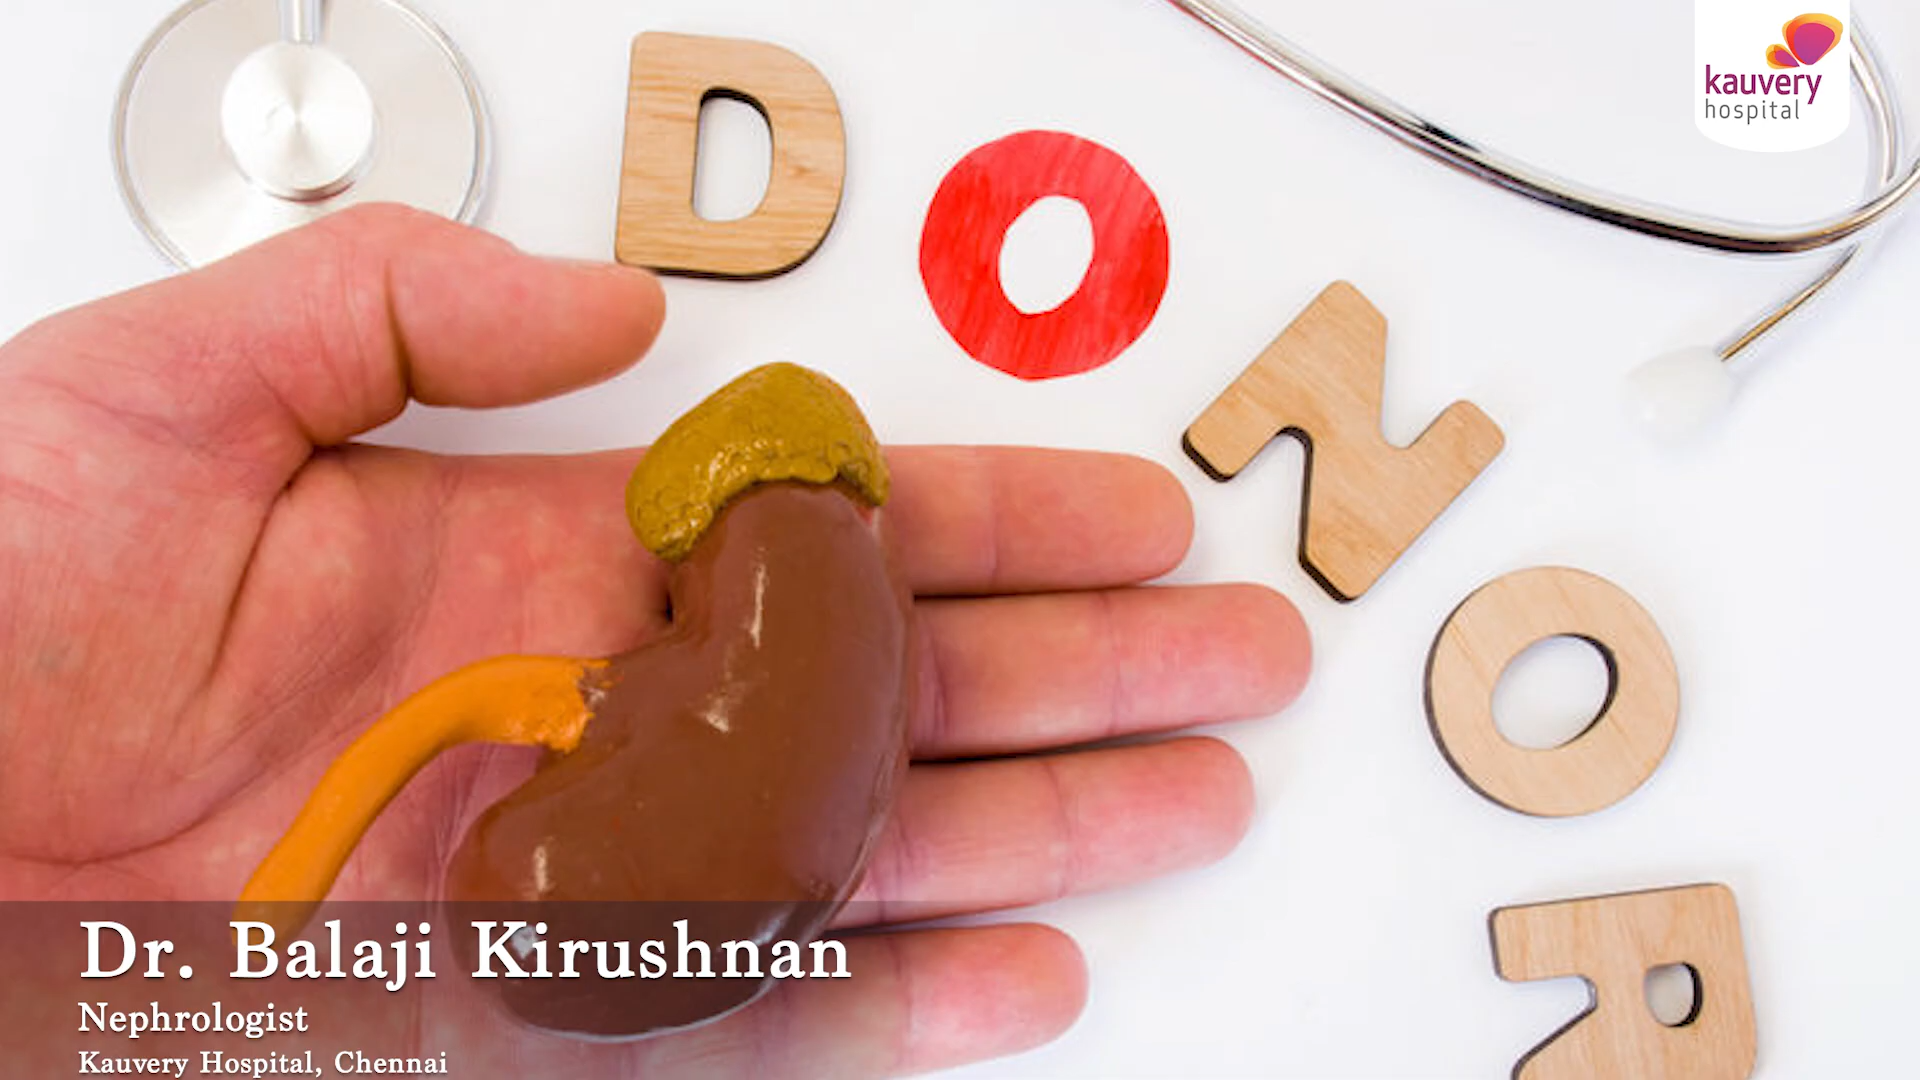 kauvery
hospital
DONOR
Dr. Balaji Kirushnan
Nephrologist
Kauvery Hospital, Chennai